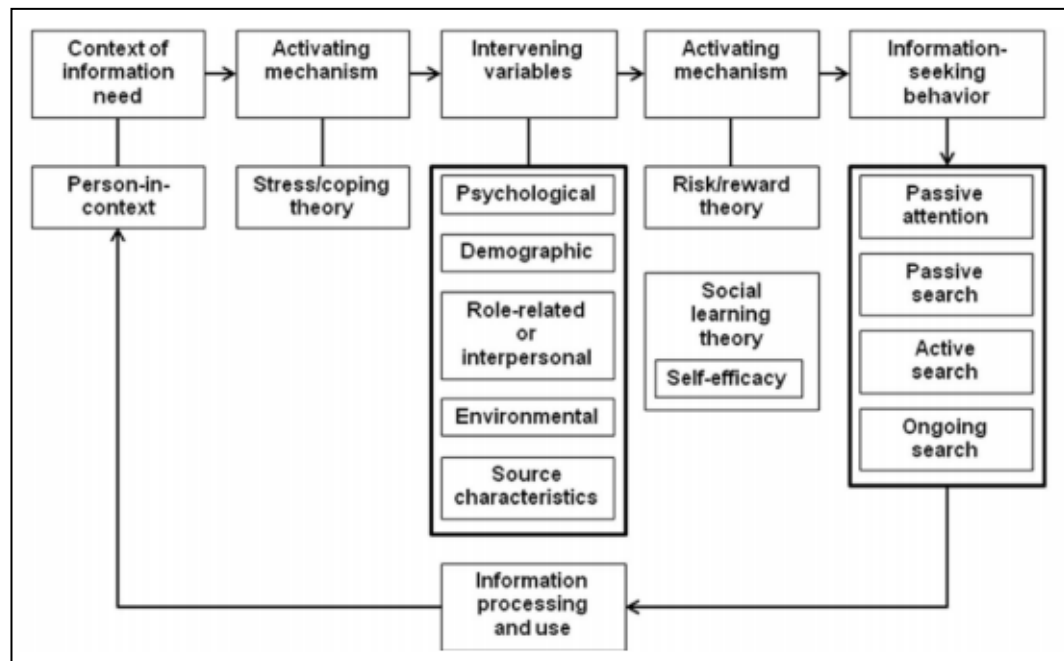 Context of
information
need
Activating
mechanism
Intervening
variables
Activating
mechanism
Information-
seeking
behavior
Person-in-
context
Stress/coping
theory
Psychological
Demographic
Role-related
or
interpersonal
Environmental
Source
characteristics
Risk/reward
theory
Social
learning
theory
Self-efficacy
Passive
attention
Passive
search
Active
search
Ongoing
search
Information
processing
and use